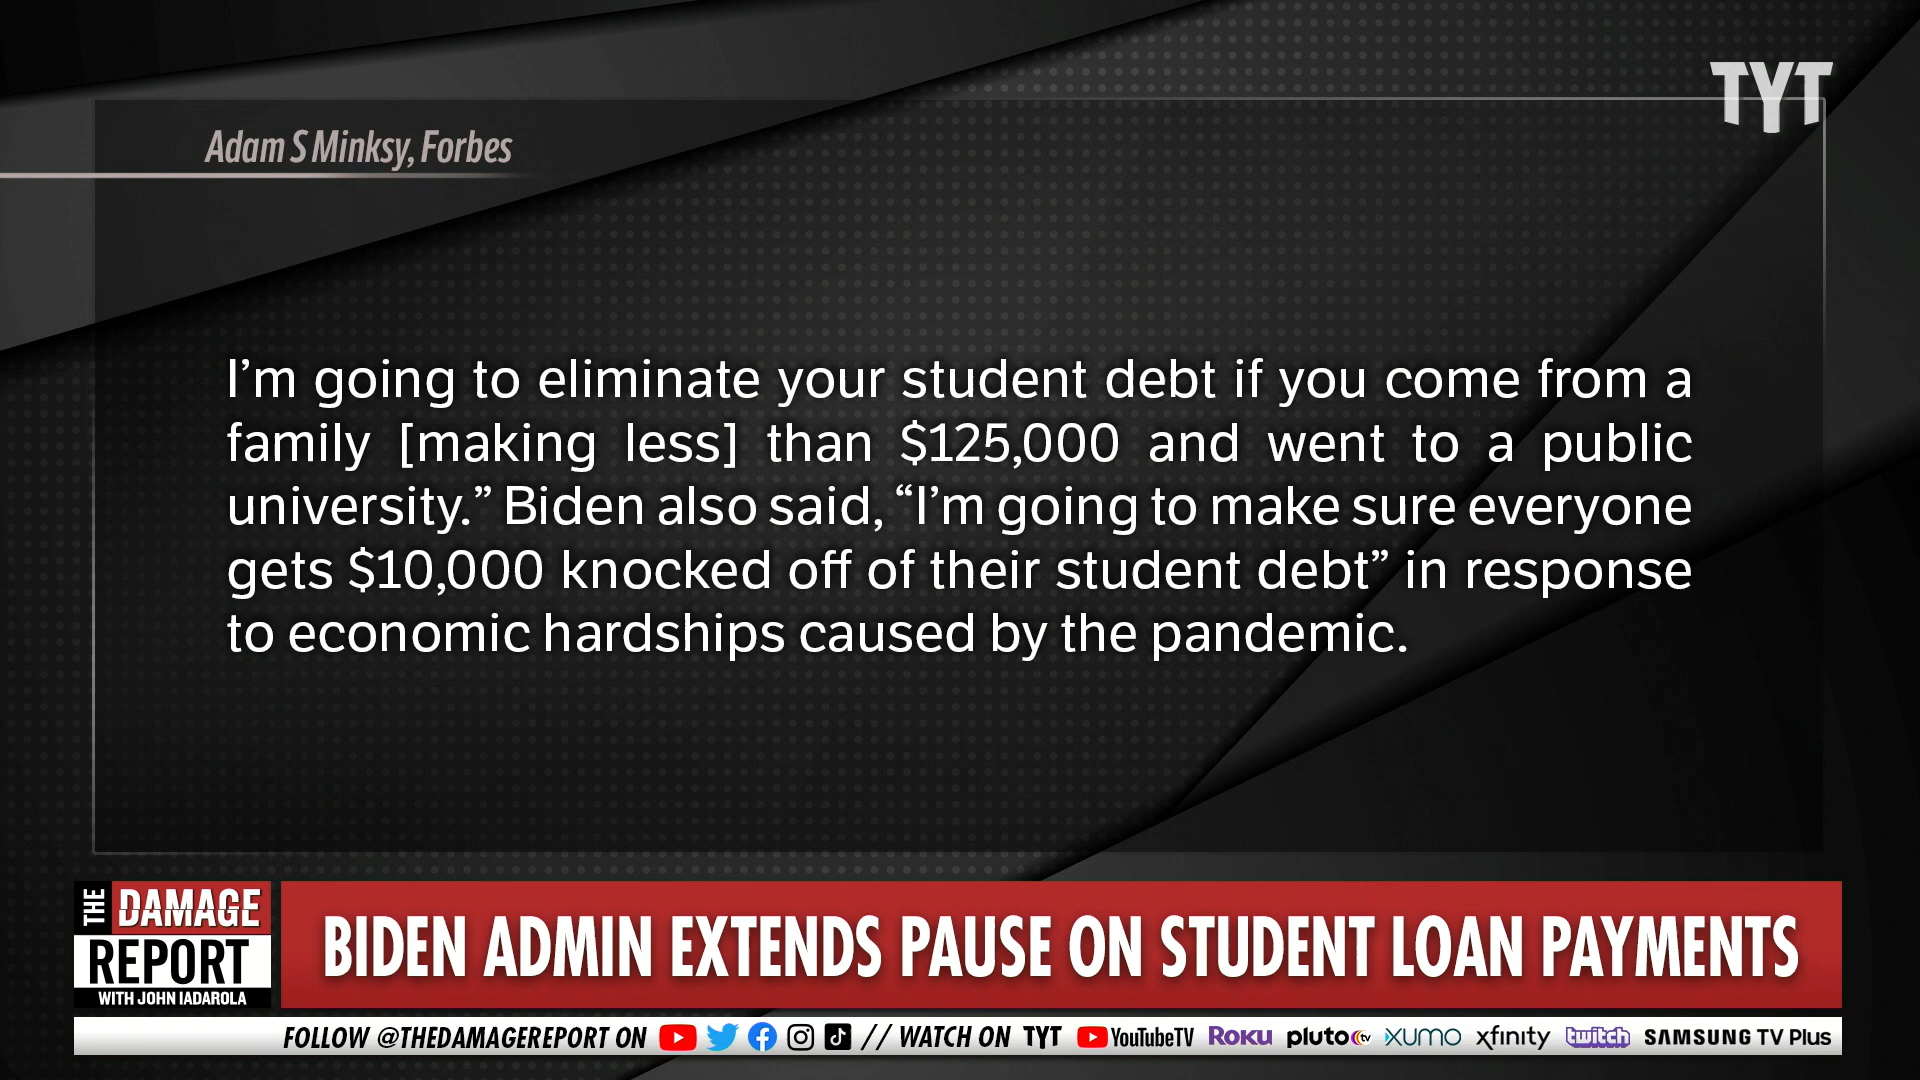 TYT
Adam S Minksy, Forbes
I’m going to eliminate your student debt if you come from a
family [making less] than $125,000 and went to a public
university.” Biden also said, “I’m going to make sure everyone
gets $10,000 knocked off of their student debt” in response
to economic hardships caused by the pandemic.
THE DAMAGE
REPORT
WITH JOHN IADAROLA
BIDEN ADMIN EXTENDS PAUSE ON STUDENT LOAN PAYMENTS
FOLLOW @THEDAMAGEREPORT ON // WATCH ON TYT YouTubeTV ROKU pluto tv XUMO xfinity twitch SAMSUNG TV Plus